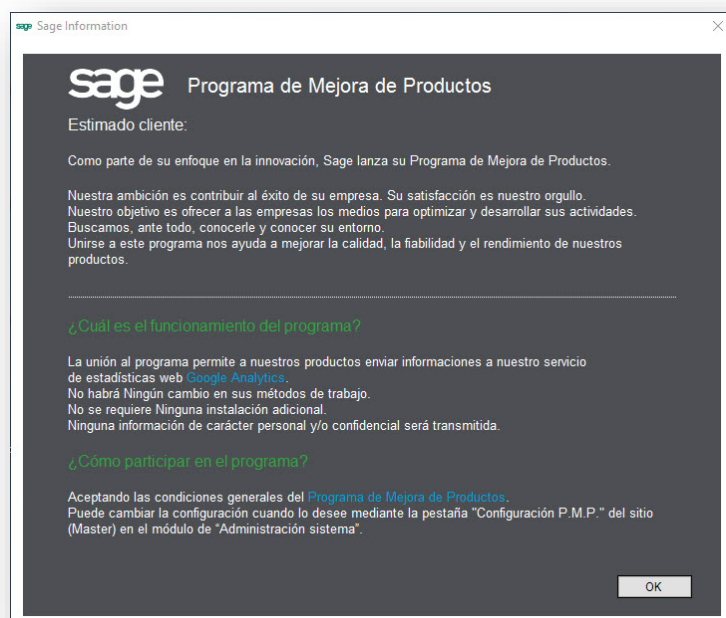 sage Sage Information
sage Programa de Mejora de Productos
Estimado cliente:
Como parte de su enfoque en la innovación, Sage lanza su Programa de Mejora de Productos.
Nuestra ambición es contribuir al éxito de su empresa. Su satisfacción es nuestro orgullo.
Nuestro objetivo es ofrecer a las empresas los medios para optimizar y desarrollar sus actividades.
Buscamos, ante todo, conocerle y conocer su entorno.
Unirse a este programa nos ayuda a mejorar la calidad, la fiabilidad y el rendimiento de nuestros
productos.
¿Cuál es el funcionamiento del programa?
La unión al programa permite a nuestros productos enviar informaciones a nuestro servicio
de estadísticas web Google Analytics.
No habrá Ningún cambio en sus métodos de trabajo.
No se requiere Ninguna instalación adicional.
Ninguna información de carácter personal y/o confidencial será transmitida.
¿Cómo participar en el programa?
Aceptando las condiciones generales del Programa de Mejora de Productos.
Puede cambiar la configuración cuando lo desee mediante la pestaña "Configuración P.M.P." del sitio
(Master) en el módulo de “Administración sistema”.
OK